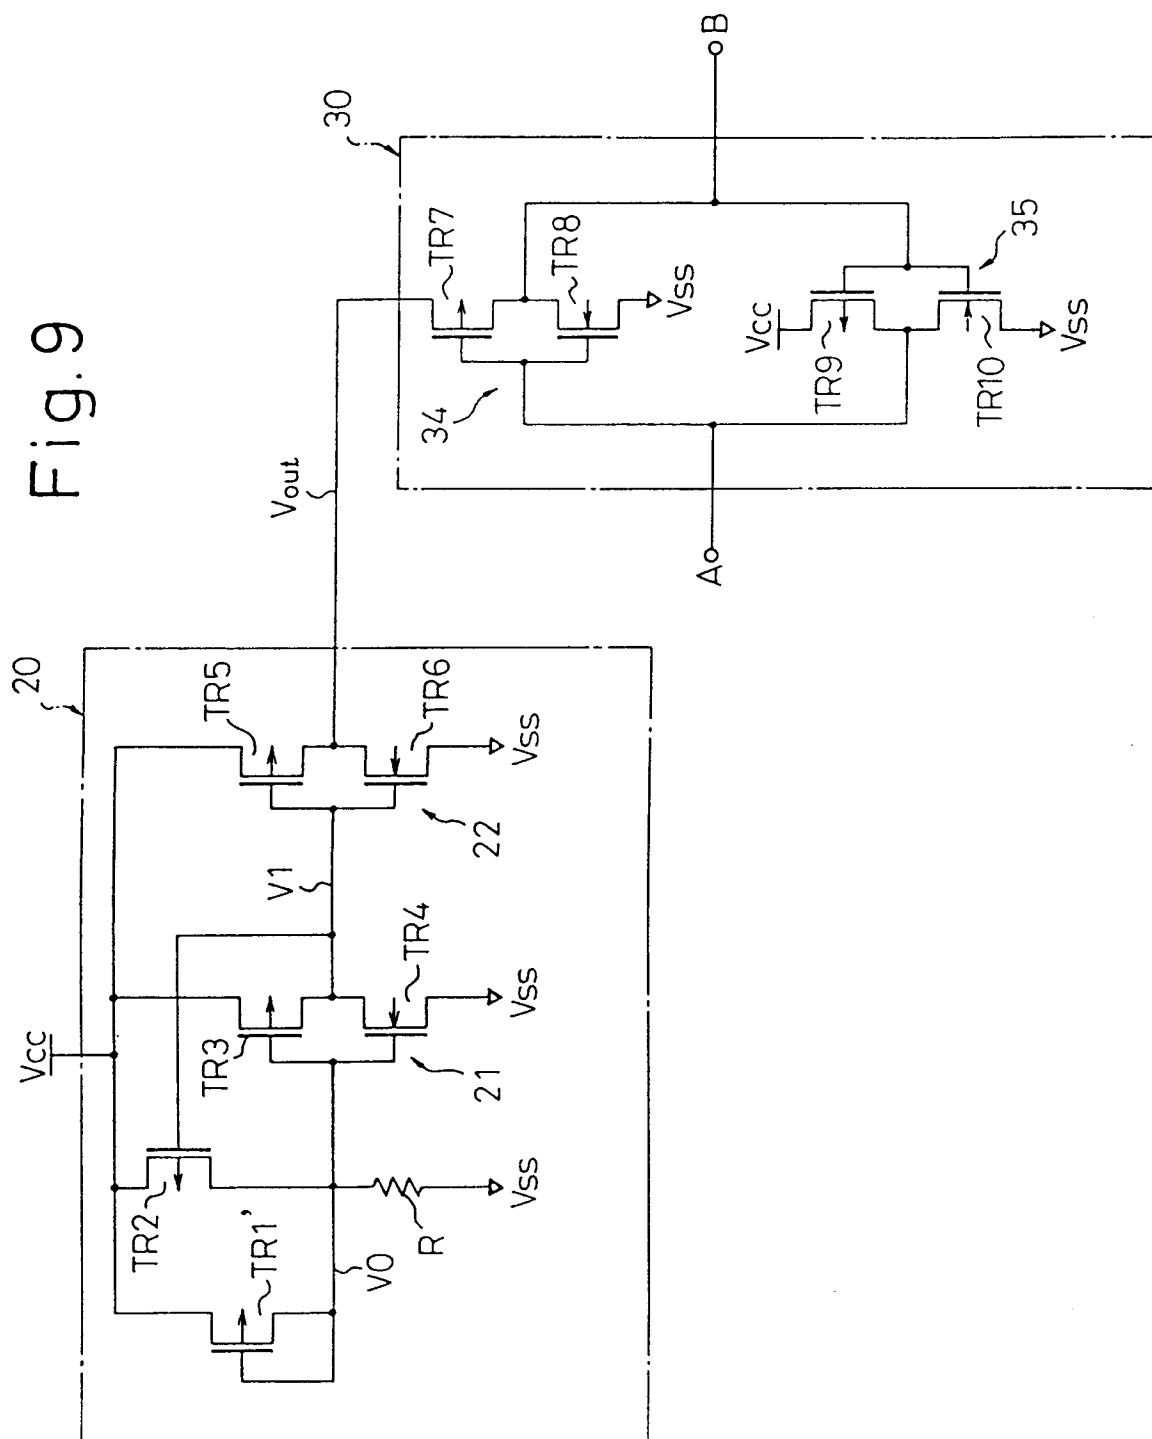 Fig. 9
20
Vcc
TR1'
TR2
V0
R
Vss
TR3
TR4
21
Vss
V1
TR5
TR6
22
Vss
Vout
30
34
TR7
TR8
Vss
A
B
Vcc
TR9
TR10
Vss
35